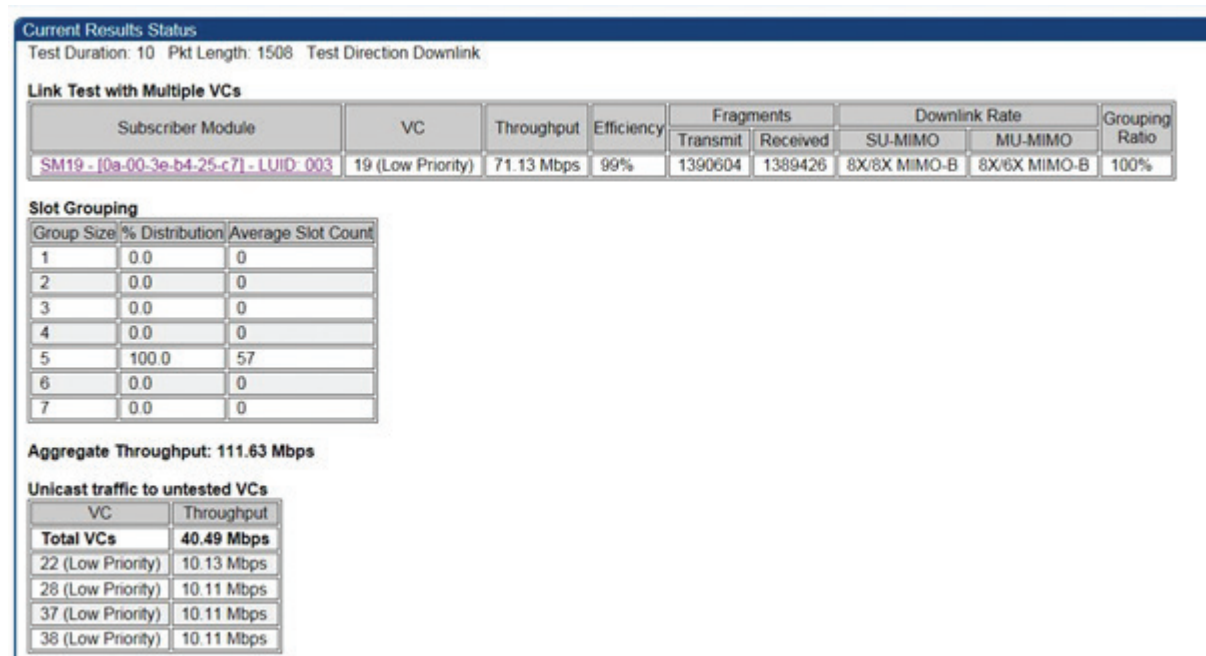 Current Results Status
Test Duration: 10 Pkt Length: 1508 Test Direction Downlink
Link Test with Multiple VCs
Subscriber Module VC Throughput Efficiency Fragments Downlink Rate Grouping Ratio
Transmit Received SU-MIMO MU-MIMO
SM19 - [0a-00-3e-b4-25-c7] - LUID: 003 19 (Low Priority) 71.13 Mbps 99% 1390604 1389426 8X/8X MIMO-B 8X/6X MIMO-B 100%
Slot Grouping
Group Size % Distribution Average Slot Count
1 0.0 0
2 0.0 0
3 0.0 0
4 0.0 0
5 100.0 57
6 0.0 0
7 0.0 0
Aggregate Throughput: 111.63 Mbps
Unicast traffic to untested VCs
VC Throughput
Total VCs 40.49 Mbps
22 (Low Priority) 10.13 Mbps
28 (Low Priority) 10.11 Mbps
37 (Low Priority) 10.11 Mbps
38 (Low Priority) 10.11 Mbps